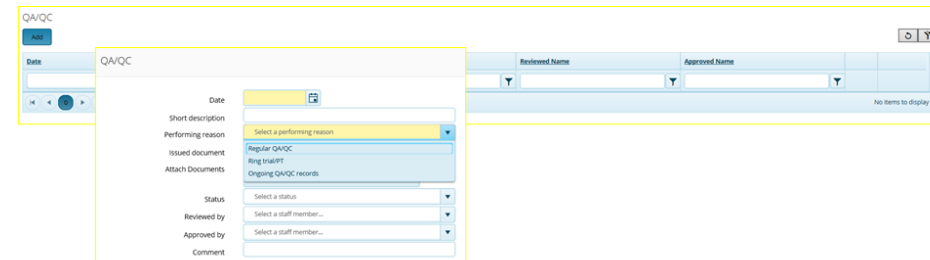 QA/QC
Add
Date
Reviewed Name
Approved Name
0
No items to display
QA/QC
Date
Short description
Performing reason
Select a performing reason
Regular QA/QC
Ring trial/PT
Ongoing QA/QC records
Issued document
Attach Documents
Status
Select a status
Reviewed by
Select a staff member...
Approved by
Select a staff member...
Comment